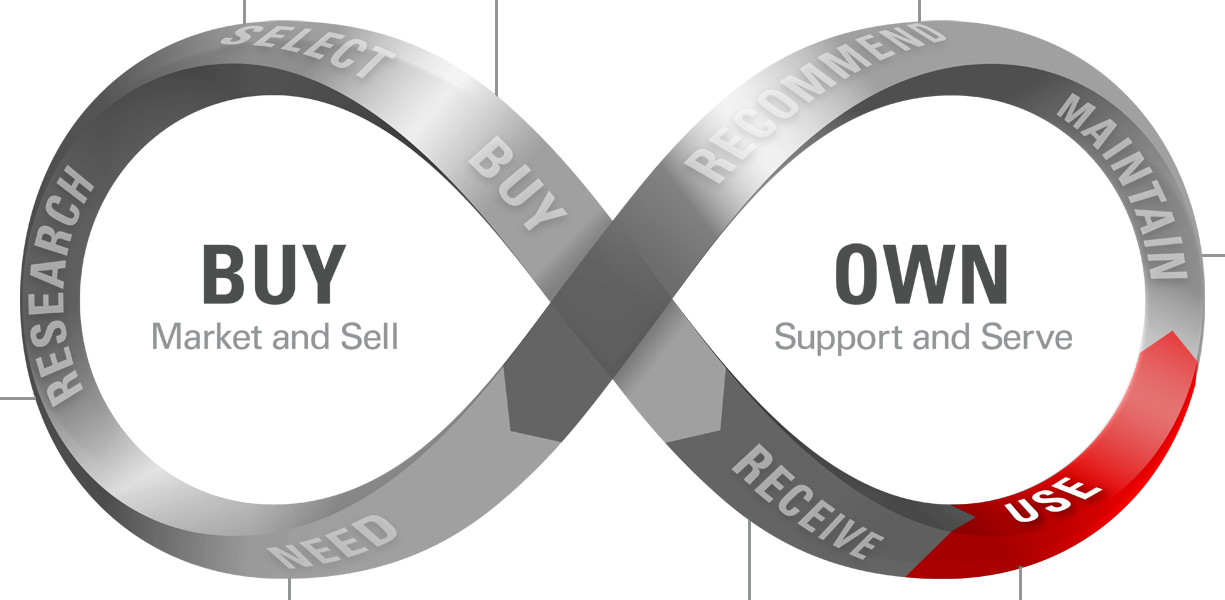 SELECT
BUY
RESEARCH
NEED
BUY
Market and Sell
RECOMMEND
MAINTAIN
OWN
Support and Serve
RECEIVE
USE